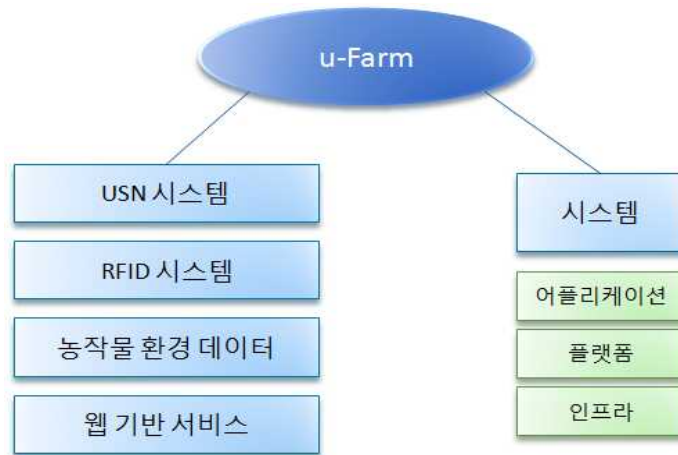 u-Farm
USN 시스템
RFID 시스템
농작물 환경 데이터
웹 기반 서비스
시스템
어플리케이션
플랫폼
인프라